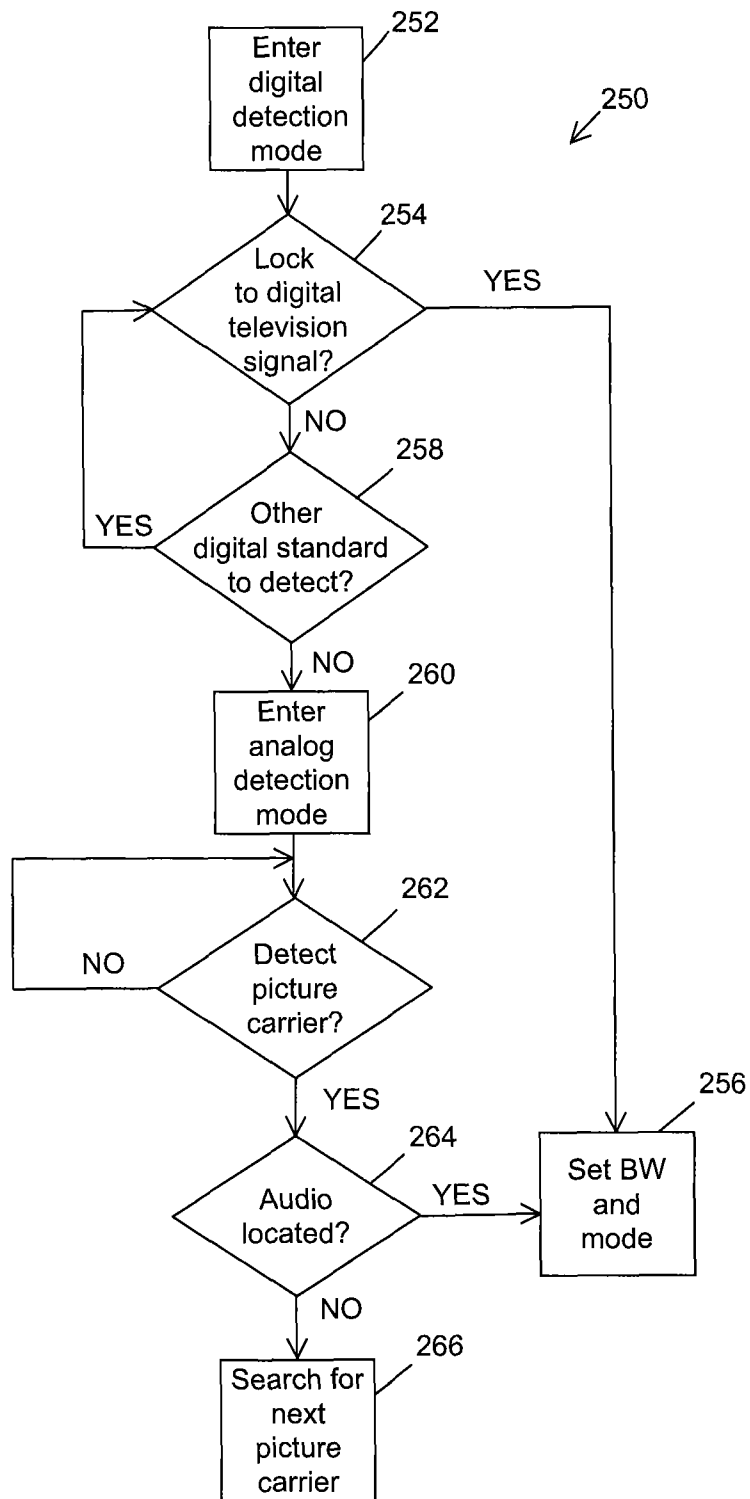 252
Enter
digital
detection
mode
250
254
Lock
to digital
television
signal?
YES
NO
258
Other
digital standard
to detect?
YES
NO
260
Enter
analog
detection
mode
262
Detect
picture
carrier?
NO
YES
256
Set BW
and
mode
264
Audio
located?
YES
NO
266
Search for
next
picture
carrier